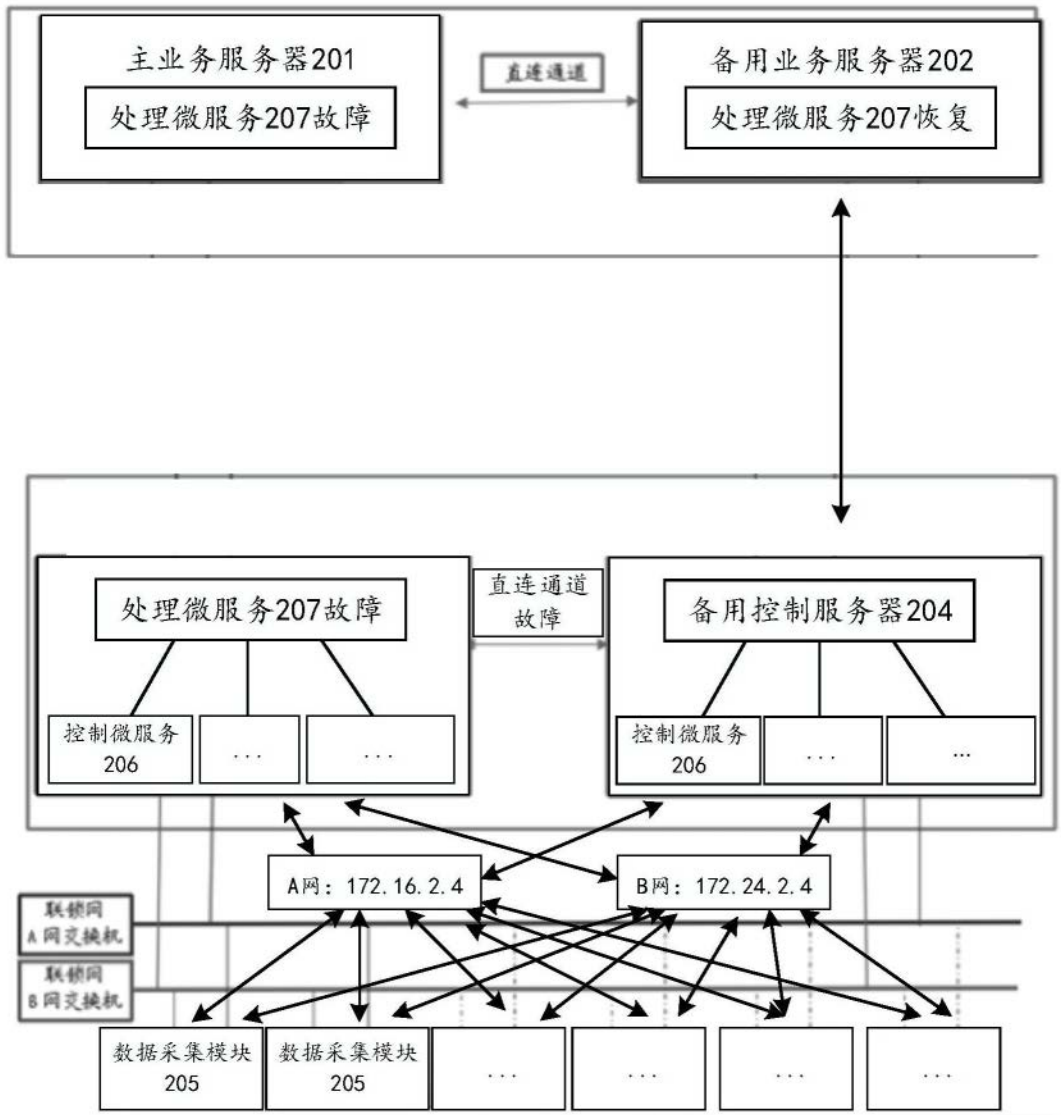 主业务服务器201
直连通道
备用业务服务器202
处理微服务207故障
处理微服务207恢复
处理微服务207故障
直连通道
故障
备用控制服务器204
控制微服务
206
...
...
控制微服务
206
...
...
A网：172.16.2.4
B网：172.24.2.4
联锁网
A网交换机
联锁网
B网交换机
数据采集模块
205
数据采集模块
205
...
...
...
...